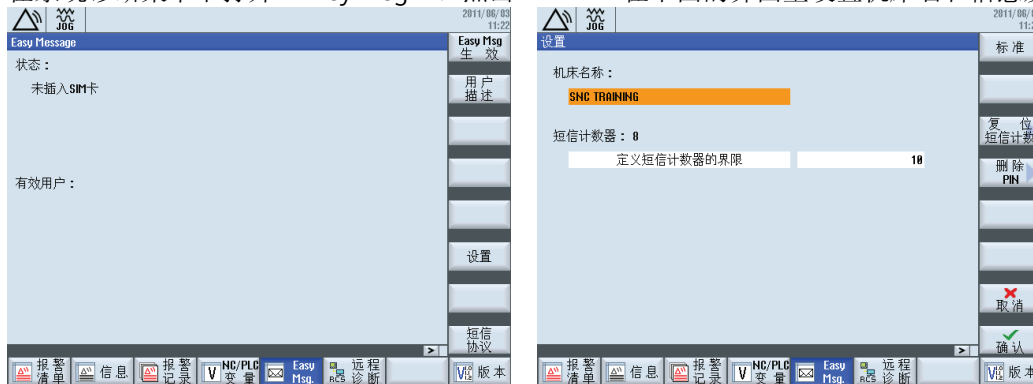 JOG
2011/06/03
11:22
Easy Message
状态：
未插入SIM卡
有效用户：
Easy Msg
生 效
用户
描述
设置
短信
协议
报警
清单
信息
报警
记录
NC/PLC
变量
Easy
Msg.
远程
诊断
版本
JOG
设置
机床名称：
SNC TRAINING
短信计数器：8
定义短信计数器的界限
10
标准
复 位
短信计数
删除
PIN
取消
确认
报警
清单
信息
报警
记录
NC/PLC
变量
Easy
Msg.
远程
诊断